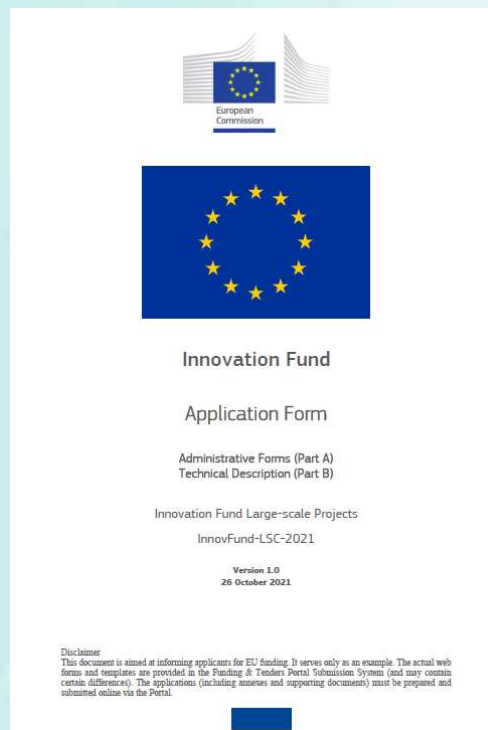 European
Commission
Innovation Fund
Application Form
Administrative Forms (Part A)
Technical Description (Part B)
Innovation Fund Large-scale Projects
InnovFund-LSC-2021
Version 1.0
26 October 2021
Disclaimer
This document is aimed at informing applicants for EU funding. It serves only as an example. The actual web
forms and templates are provided in the Funding & Tenders Portal Submission System (and may contain
certain differences). The applications (including annexes and supporting documents) must be prepared and
submitted online via the Portal.